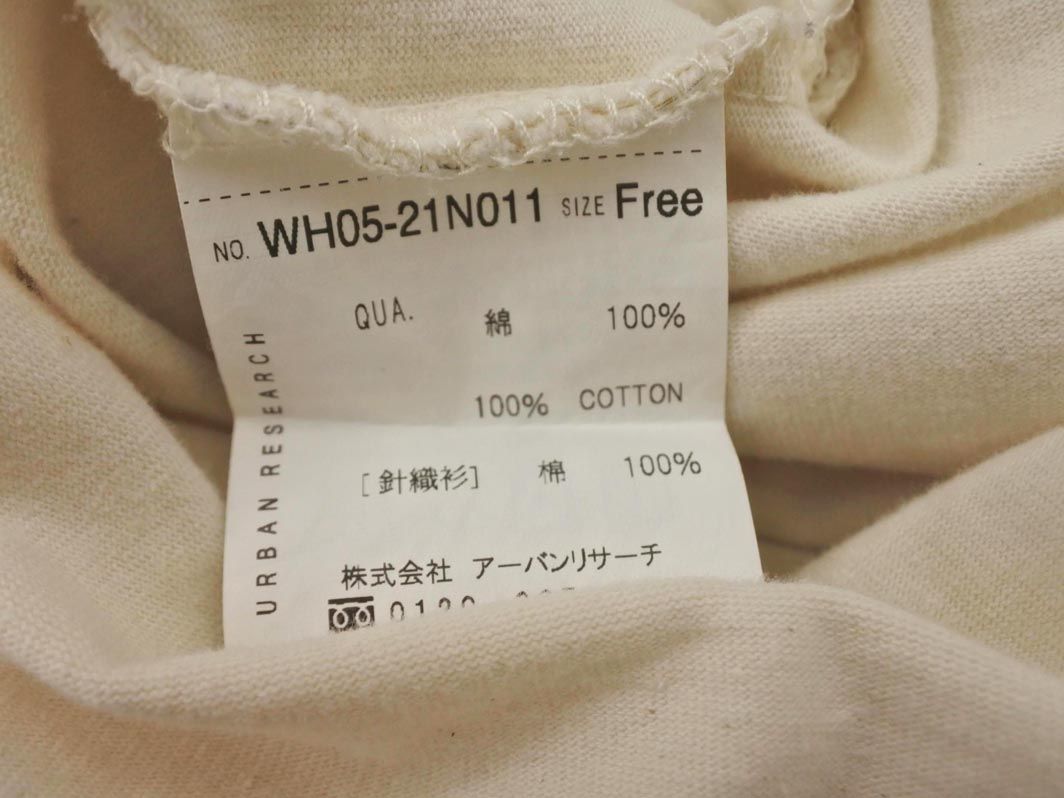 NO. WH05-21N011 SIZE Free
QUA. 綿 100%
100% COTTON
[針織衫] 棉 100%
株式会社 アーバンリサーチ
0120
URBAN RESEARCH